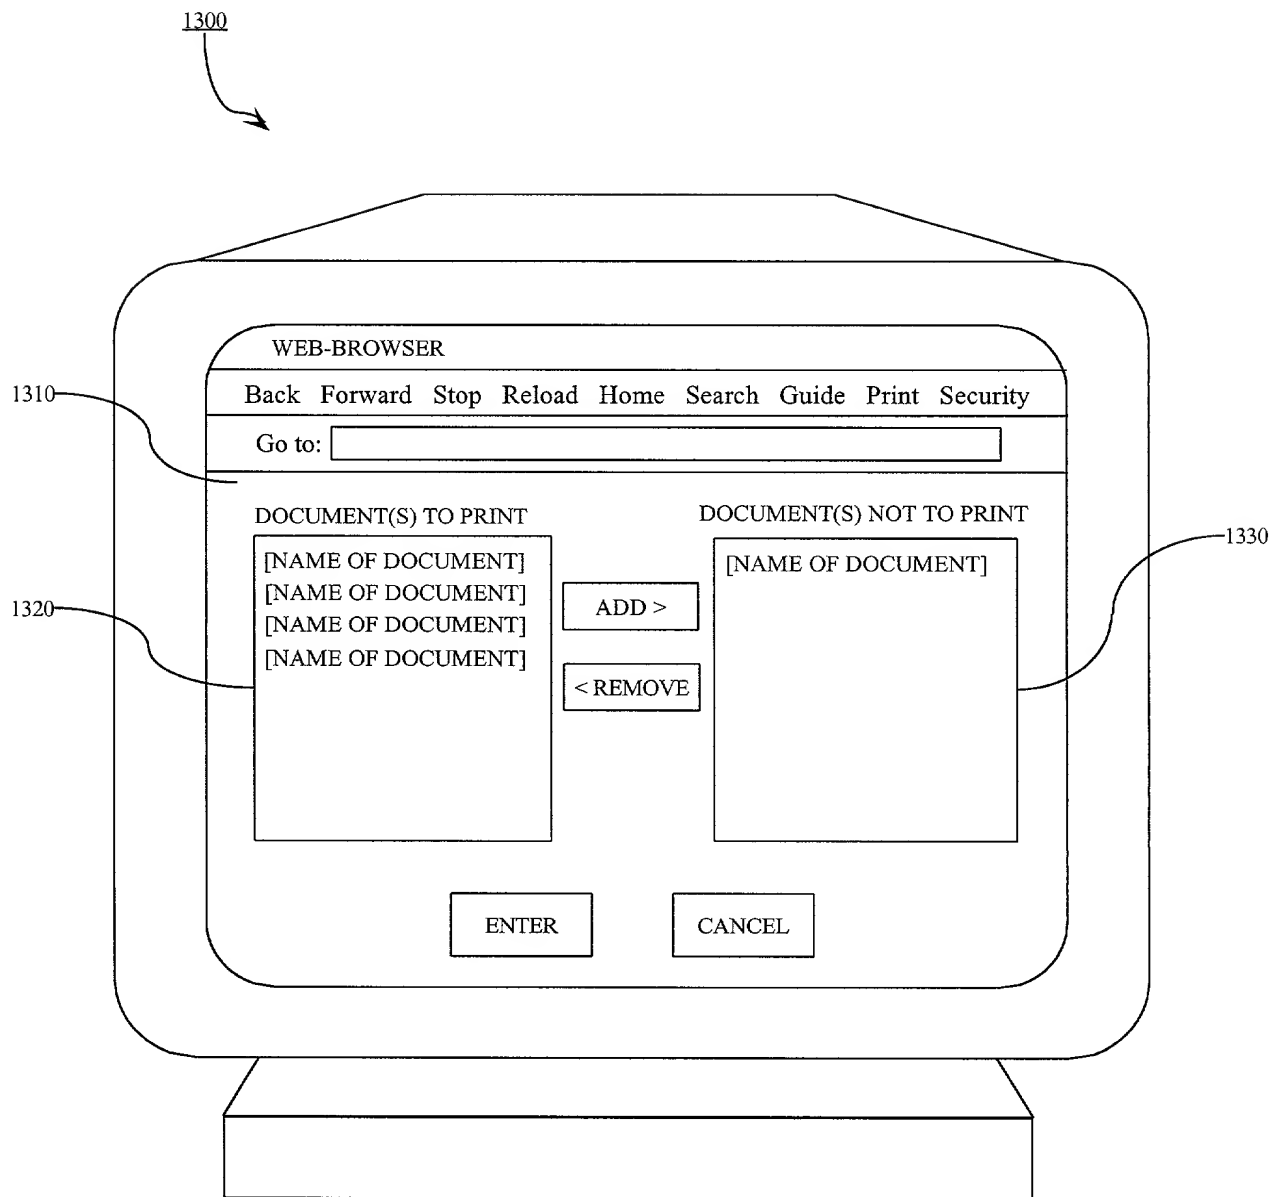 1300
WEB-BROWSER
Back Forward Stop Reload Home Search Guide Print Security
1310
Go to:
DOCUMENT(S) TO PRINT
DOCUMENT(S) NOT TO PRINT
[NAME OF DOCUMENT]
[NAME OF DOCUMENT]
[NAME OF DOCUMENT]
[NAME OF DOCUMENT]
1320
ADD >
< REMOVE
[NAME OF DOCUMENT]
1330
ENTER
CANCEL